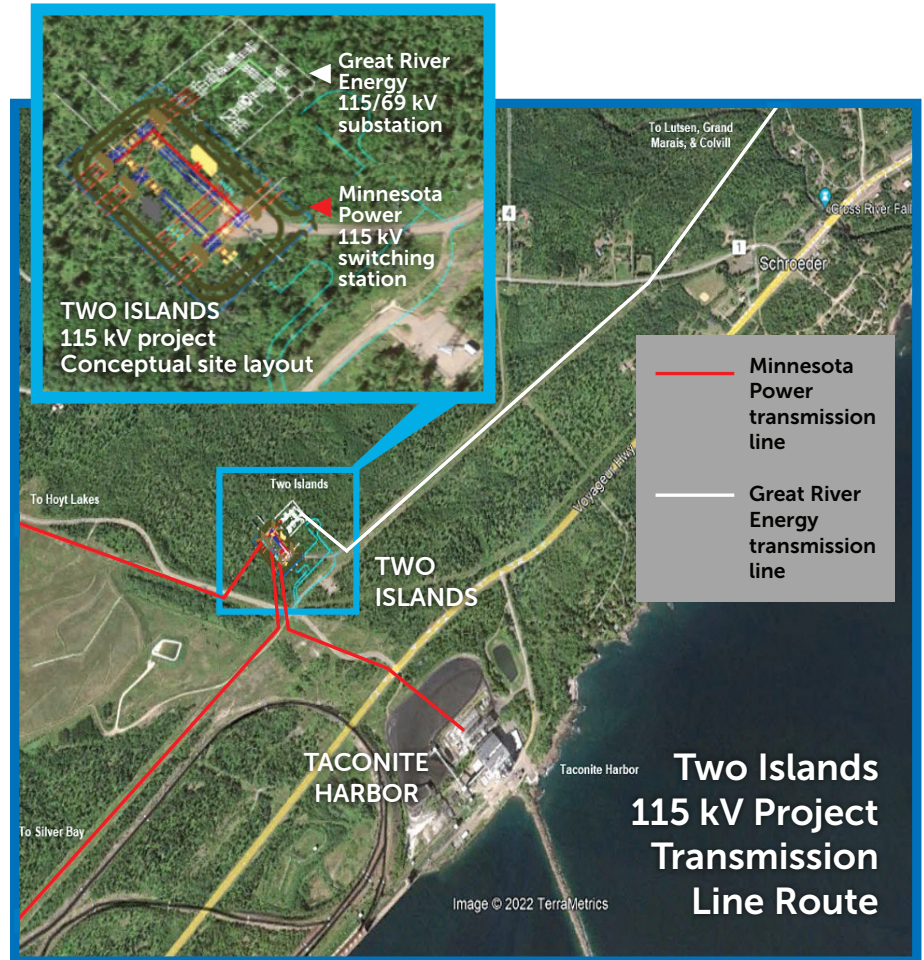 Great River
Energy
115/69 kV
substation
Minnesota
Power
115 kV
switching
station
TWO ISLANDS
115 kV project
Conceptual site layout
To Lutsen, Grand
Marais, & Colvill
4
Cross River Fall
1
Schroeder
Minnesota
Power
transmission
line
Great River
Energy
transmission
line
Voyageur Hwy
To Hoyt Lakes
Two Islands
TWO
ISLANDS
TACONITE
HARBOR
Taconite Harbor
To Silver Bay
Two Islands
115 kV Project
Transmission
Line Route
Image © 2022 TerraMetrics